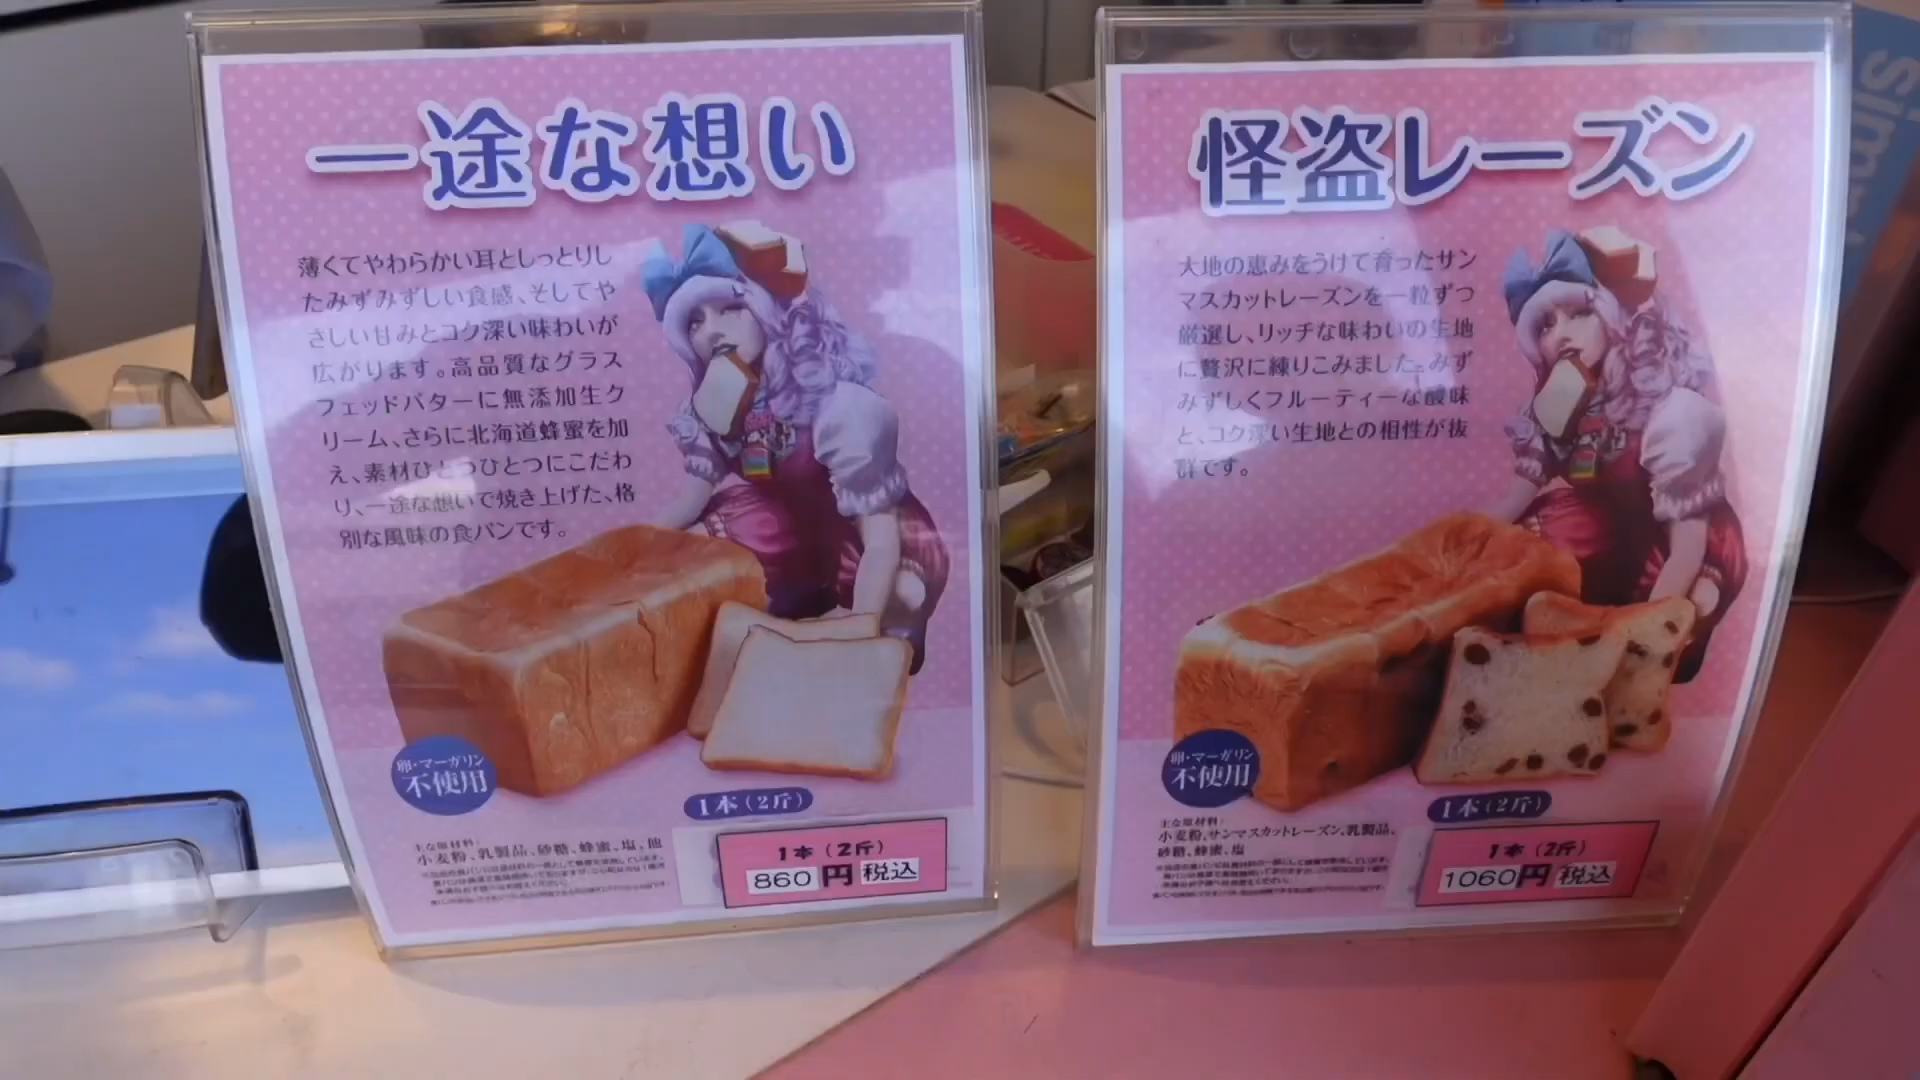 一途な想い
薄くてやわらかい耳としっとりし
たみずみずしい食感、そしてや
さしい甘みとコク深い味わいが
広がります。高品質なグラス
フェッドバターに無添加生ク
リーム、さらに北海道蜂蜜を加
え、素材ひとつひとつにこだわ
り、一途な想いで焼き上げた、格
別な風味の食パンです。
卵・マーガリン
不使用
1本(2斤)
主な原材料:
小麦粉、乳製品、砂糖、蜂蜜、塩、他
1本(2斤)
860円 税込
怪盗レーズン
大地の恵みをうけて育ったサン
マスカットレーズンを一粒ずつ
厳選し、リッチな味わいの生地
に贅沢に練りこみました。みず
みずしくフルーティーな酸味
と、コク深い生地との相性が抜
群です。
卵・マーガリン
不使用
1本(2斤)
主な原材料:
小麦粉、サンマスカットレーズン、乳製品、
砂糖、蜂蜜、塩
1本(2斤)
1060円 税込